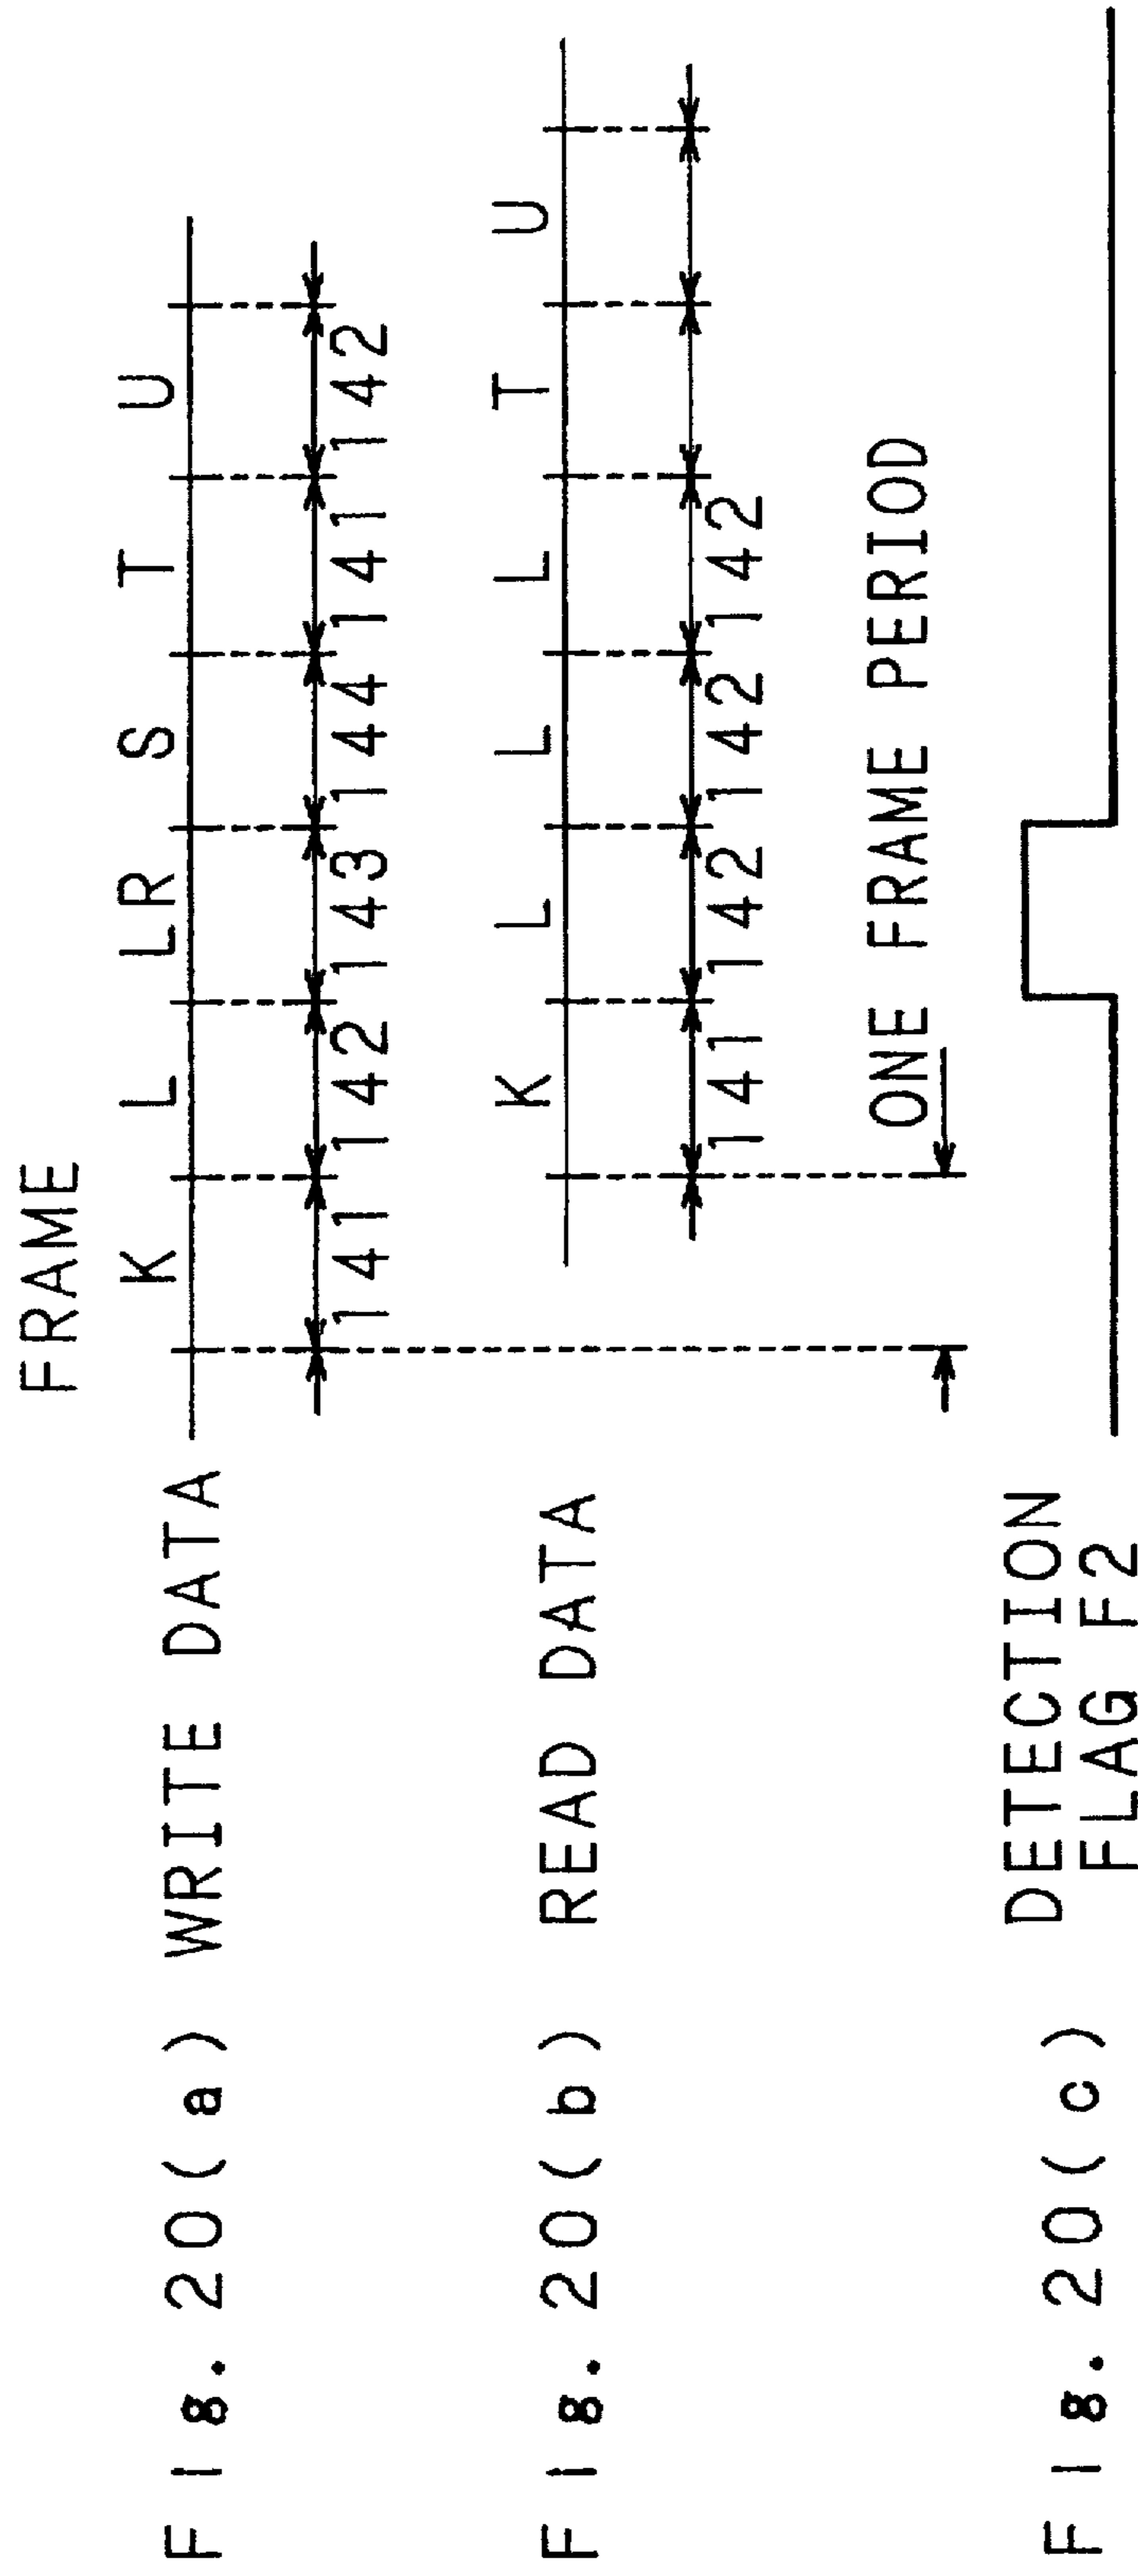 FRAME
K L LR S T U
Fig. 20(a) WRITE DATA
141 142 143 144 141 142
K L L L T U
Fig. 20(b) READ DATA
141 142 142 142
ONE FRAME PERIOD
Fig. 20(c) DETECTION
FLAG F2